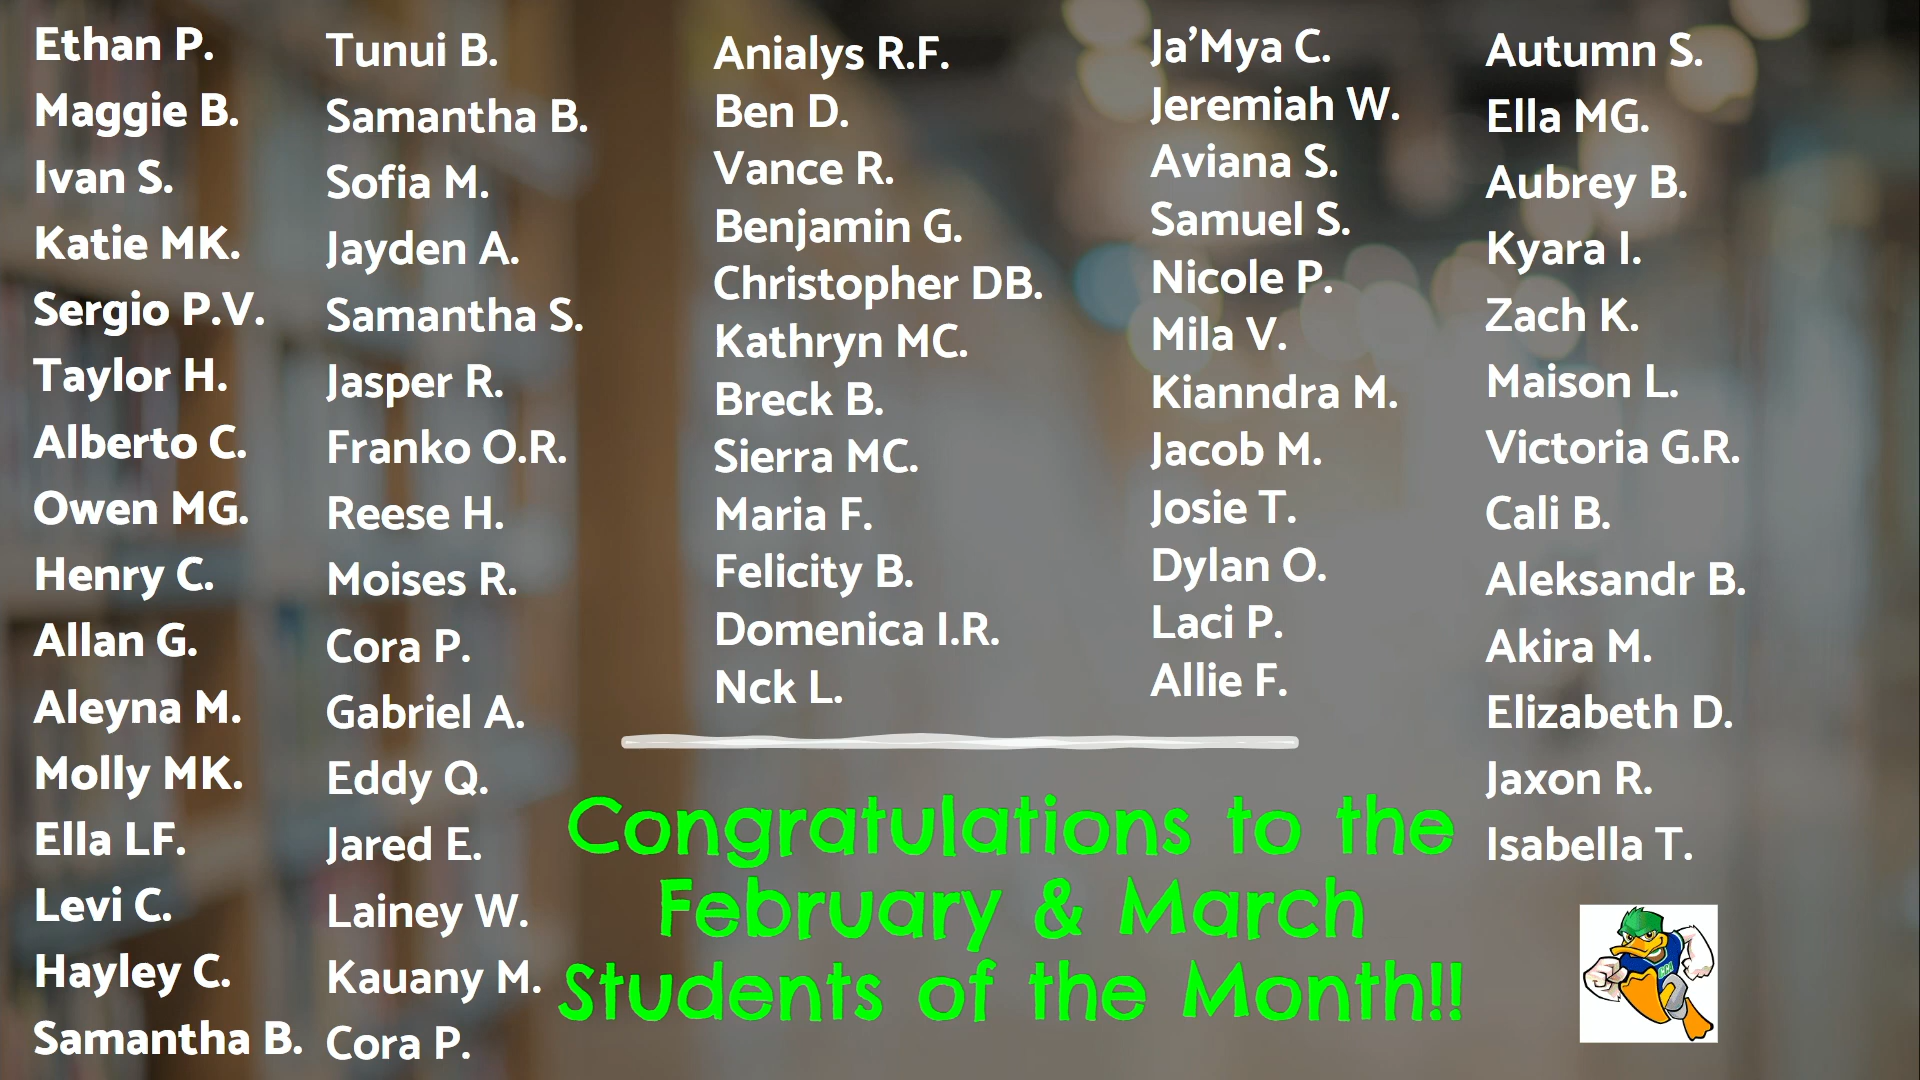 Ethan P.
Maggie B.
Ivan S.
Katie MK.
Sergio P.V.
Taylor H.
Alberto C.
Owen MG.
Henry C.
Allan G.
Aleyna M.
Molly MK.
Ella LF.
Levi C.
Hayley C.
Samantha B.
Tunui B.
Samantha B.
Sofia M.
Jayden A.
Samantha S.
Jasper R.
Franko O.R.
Reese H.
Moises R.
Cora P.
Gabriel A.
Eddy Q.
Jared E.
Lainey W.
Kauany M.
Cora P.
Anialys R.F.
Ben D.
Vance R.
Benjamin G.
Christopher DB.
Kathryn MC.
Breck B.
Sierra MC.
Maria F.
Felicity B.
Domenica I.R.
Nck L.
Ja'Mya C.
Jeremiah W.
Aviana S.
Samuel S.
Nicole P.
Mila V.
Kianndra M.
Jacob M.
Josie T.
Dylan O.
Laci P.
Allie F.
Autumn S.
Ella MG.
Aubrey B.
Kyara I.
Zach K.
Maison L.
Victoria G.R.
Cali B.
Aleksandr B.
Akira M.
Elizabeth D.
Jaxon R.
Isabella T.
Congratulations to the
February & March
Students of the Month!!